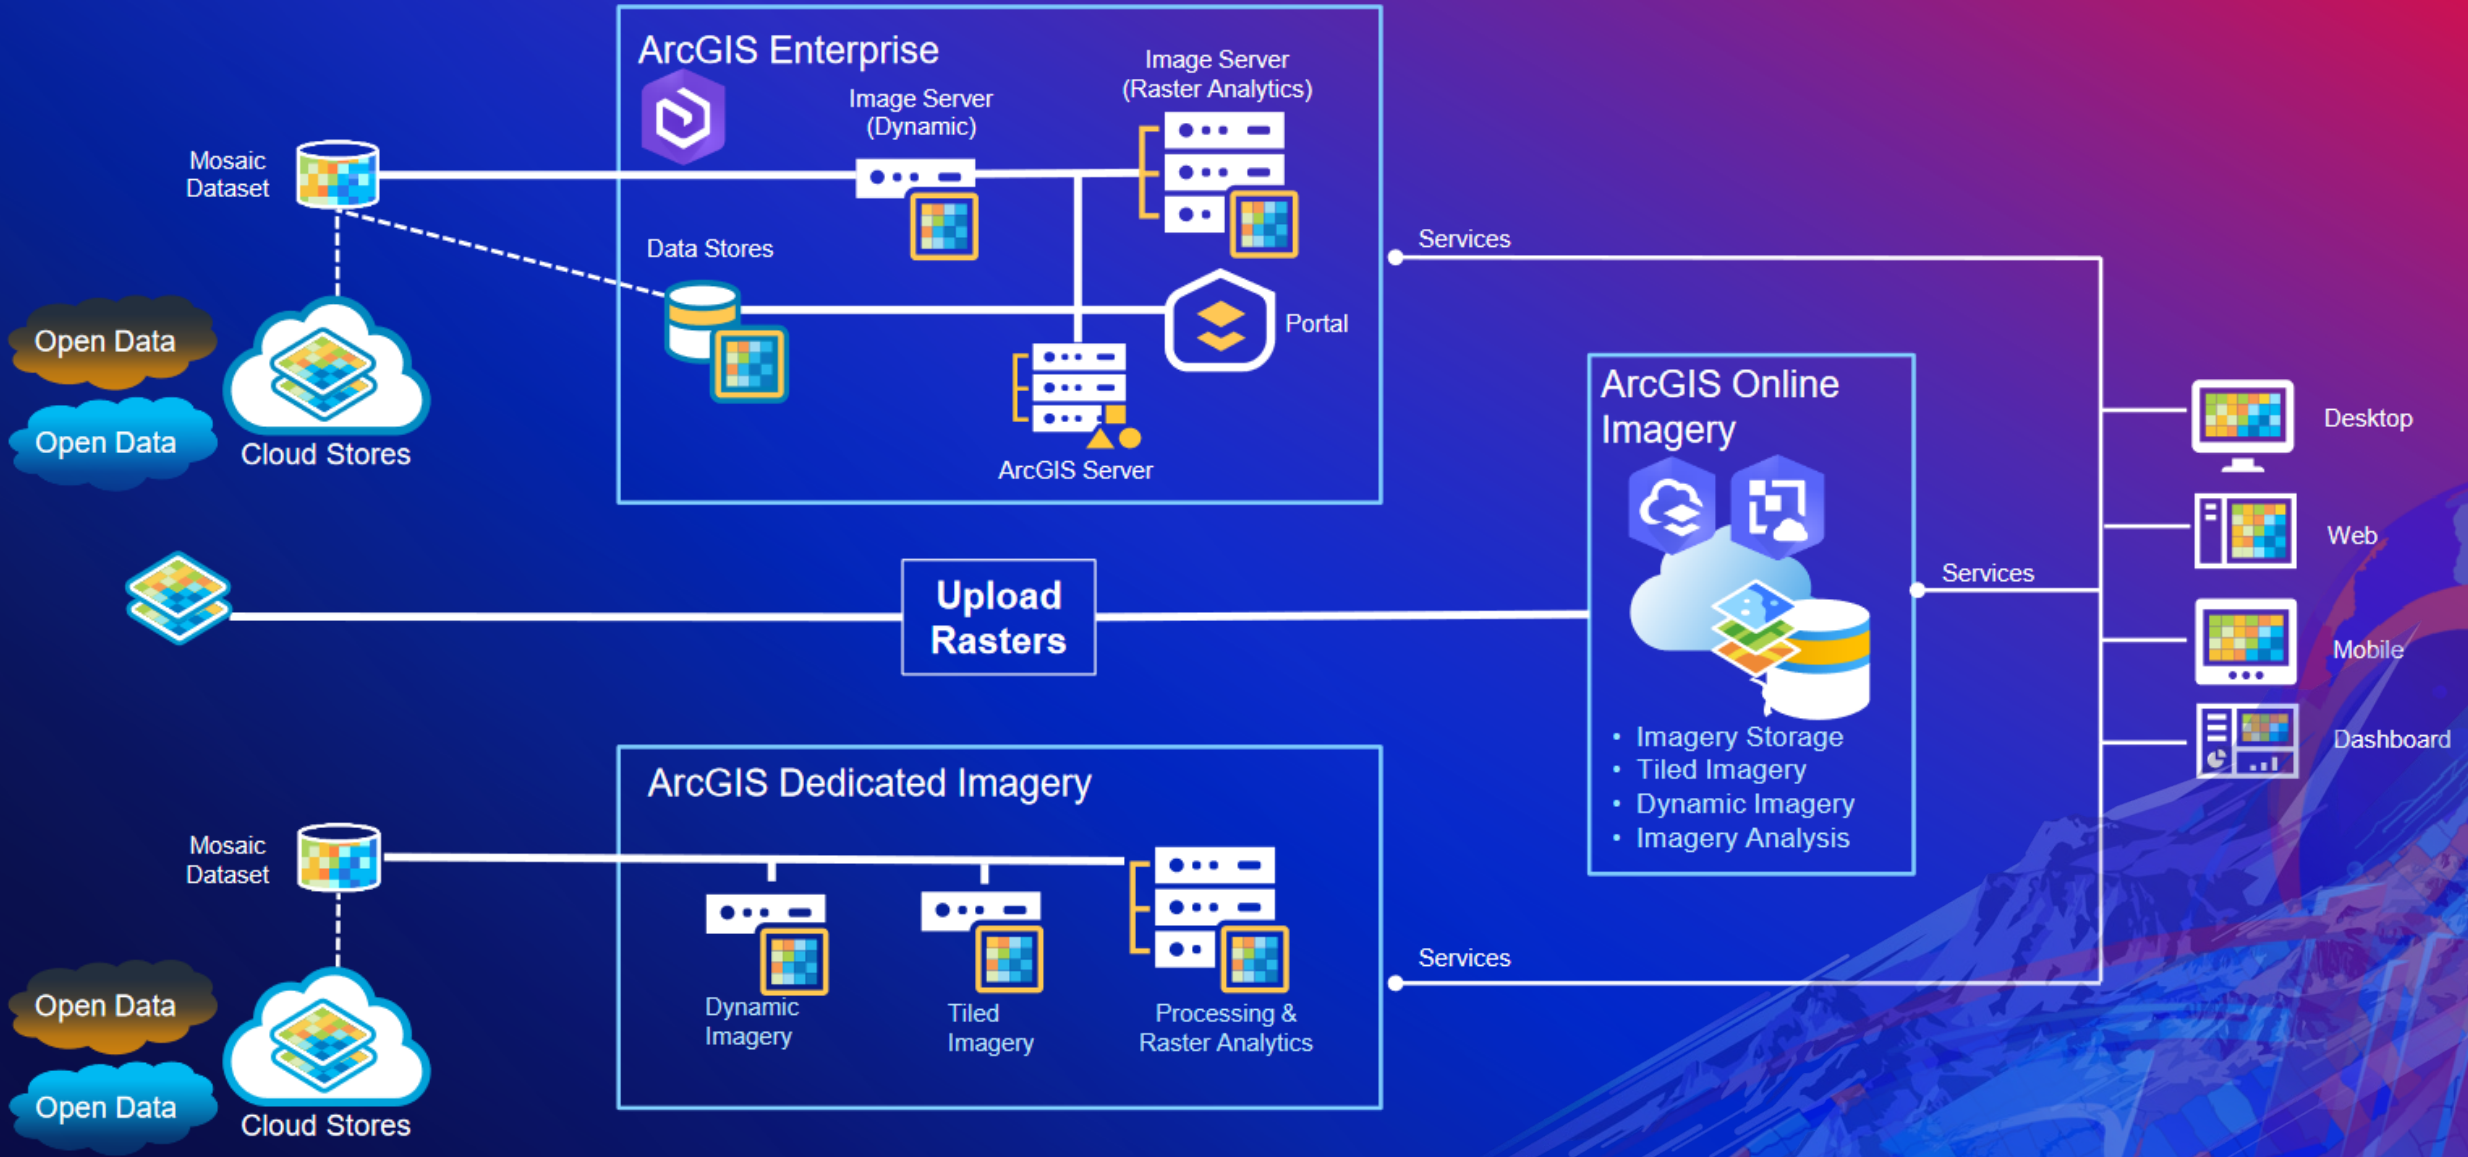 ArcGIS Enterprise
Image Server
(Dynamic)
Image Server
(Raster Analytics)
Mosaic
Dataset
Data Stores
Portal
ArcGIS Server
Open Data
Open Data
Cloud Stores
Services
Upload
Rasters
ArcGIS Online
Imagery
• Imagery Storage
• Tiled Imagery
• Dynamic Imagery
• Imagery Analysis
Services
Desktop
Web
Mobile
Dashboard
ArcGIS Dedicated Imagery
Mosaic
Dataset
Dynamic
Imagery
Tiled
Imagery
Processing &
Raster Analytics
Services
Open Data
Open Data
Cloud Stores